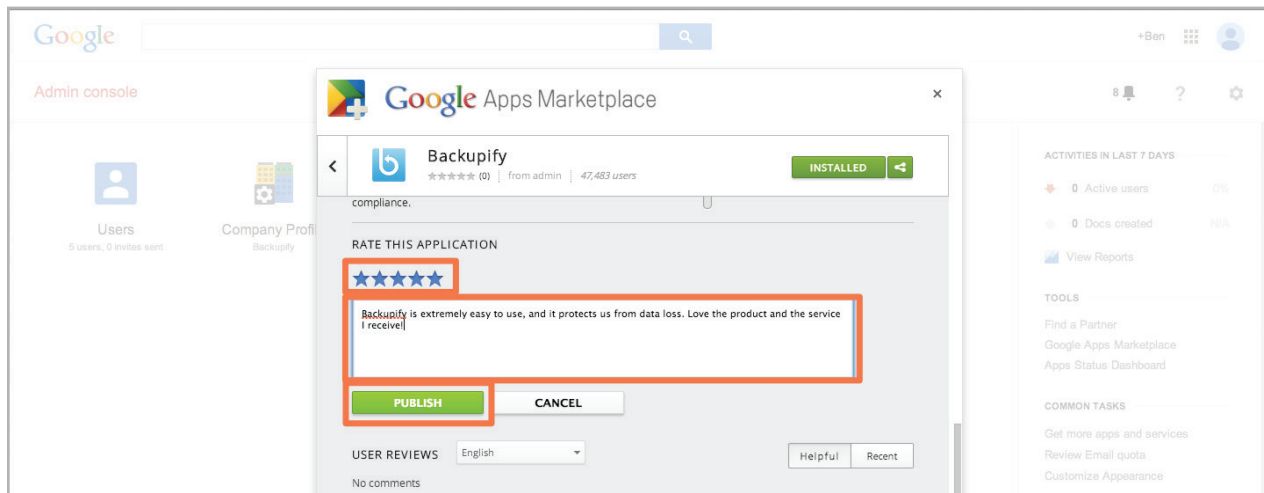 Google
+Ben
Admin console
8
?
Google Apps Marketplace
×
Backupify
(0) | from admin | 47,483 users
INSTALLED
compliance.
RATE THIS APPLICATION
Backupify is extremely easy to use, and it protects us from data loss. Love the product and the service
I receive!
PUBLISH
CANCEL
USER REVIEWS
English
Helpful
Recent
No comments
Users
5 users, 0 invites sent
Company Profi
Backupify
ACTIVITIES IN LAST 7 DAYS
0 Active users 0%
0 Docs created N/A
View Reports
TOOLS
Find a Partner
Google Apps Marketplace
Apps Status Dashboard
COMMON TASKS
Get more apps and services
Review Email quota
Customize Appearance